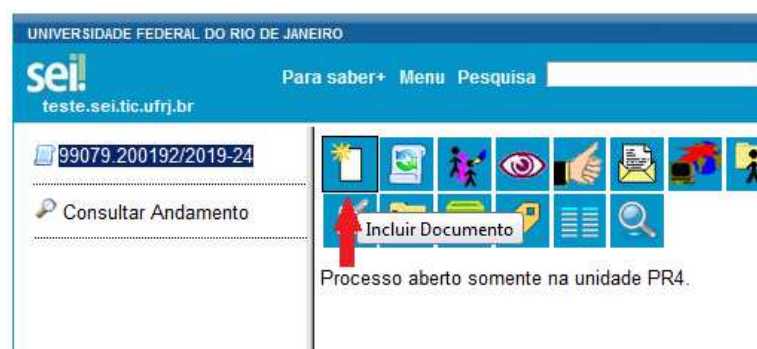 UNIVERSIDADE FEDERAL DO RIO DE JANEIRO
sei!
Para saber+ Menu Pesquisa
teste.sei.tic.ufrj.br
99079.200192/2019-24
Consultar Andamento
Incluir Documento
Processo aberto somente na unidade PR4.